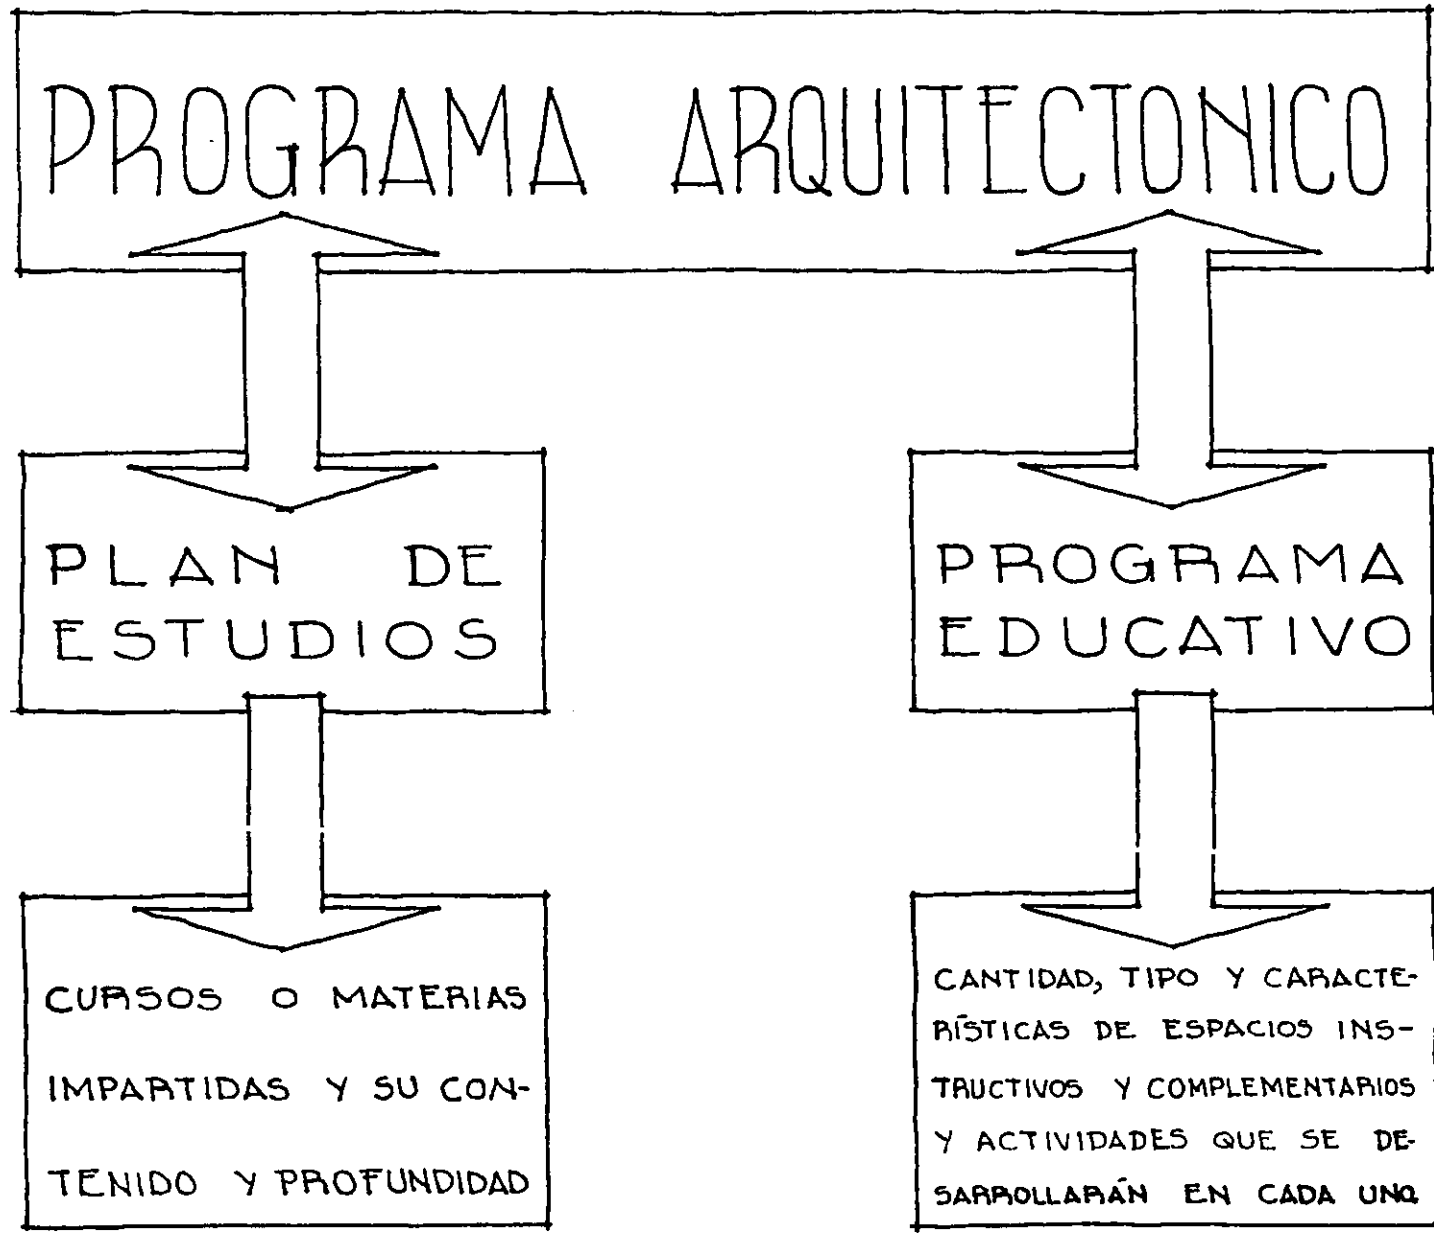 PROGRAMA ARQUITECTONICO
PLAN DE
ESTUDIOS
PROGRAMA
EDUCATIVO
CURSOS O MATERIAS
IMPARTIDAS Y SU CON-
TENIDO Y PROFUNDIDAD
CANTIDAD, TIPO Y CARACTE-
RÍSTICAS DE ESPACIOS INS-
TRUCTIVOS Y COMPLEMENTARIOS
Y ACTIVIDADES QUE SE DE-
SARROLLARÁN EN CADA UNO.